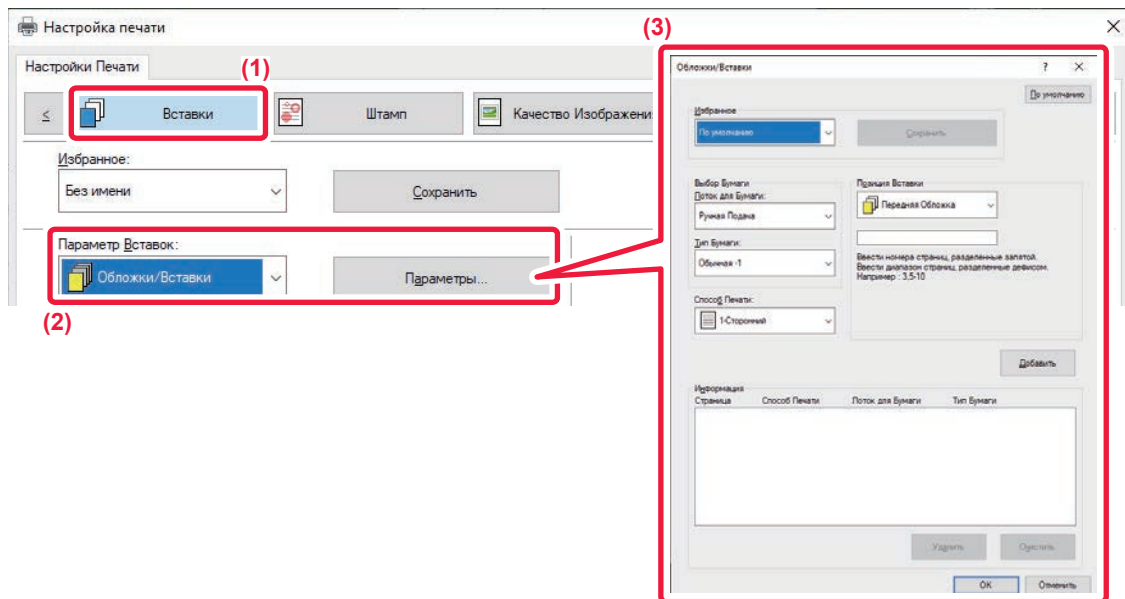 Настройка печати
(3)
Настройки Печати
(1)
≤
Вставки
Штамп
Качество Изображени
Избранное:
Без имени
Сохранить
Параметр Вставок:
Обложки/Вставки
Параметры...
(2)
Обложки/Вставки
?
По умолчанию
Избранное
По умолчанию
Сохранить
Выбор Бумаги
Лоток для Бумаги:
Ручная Подача
Тип Бумаги:
Обычная -1
Способ Печати:
1-Сторонний
Позиция Вставки
Передняя Обложка
Ввести номера страниц, разделенные запятой.
Ввести диапазон страниц, разделенные дефисом.
Например : 3,5-10
Добавить
Информация
Страница Способ Печати Лоток для Бумаги Тип Бумаги
Удалить
Очистить
OK
Отменить